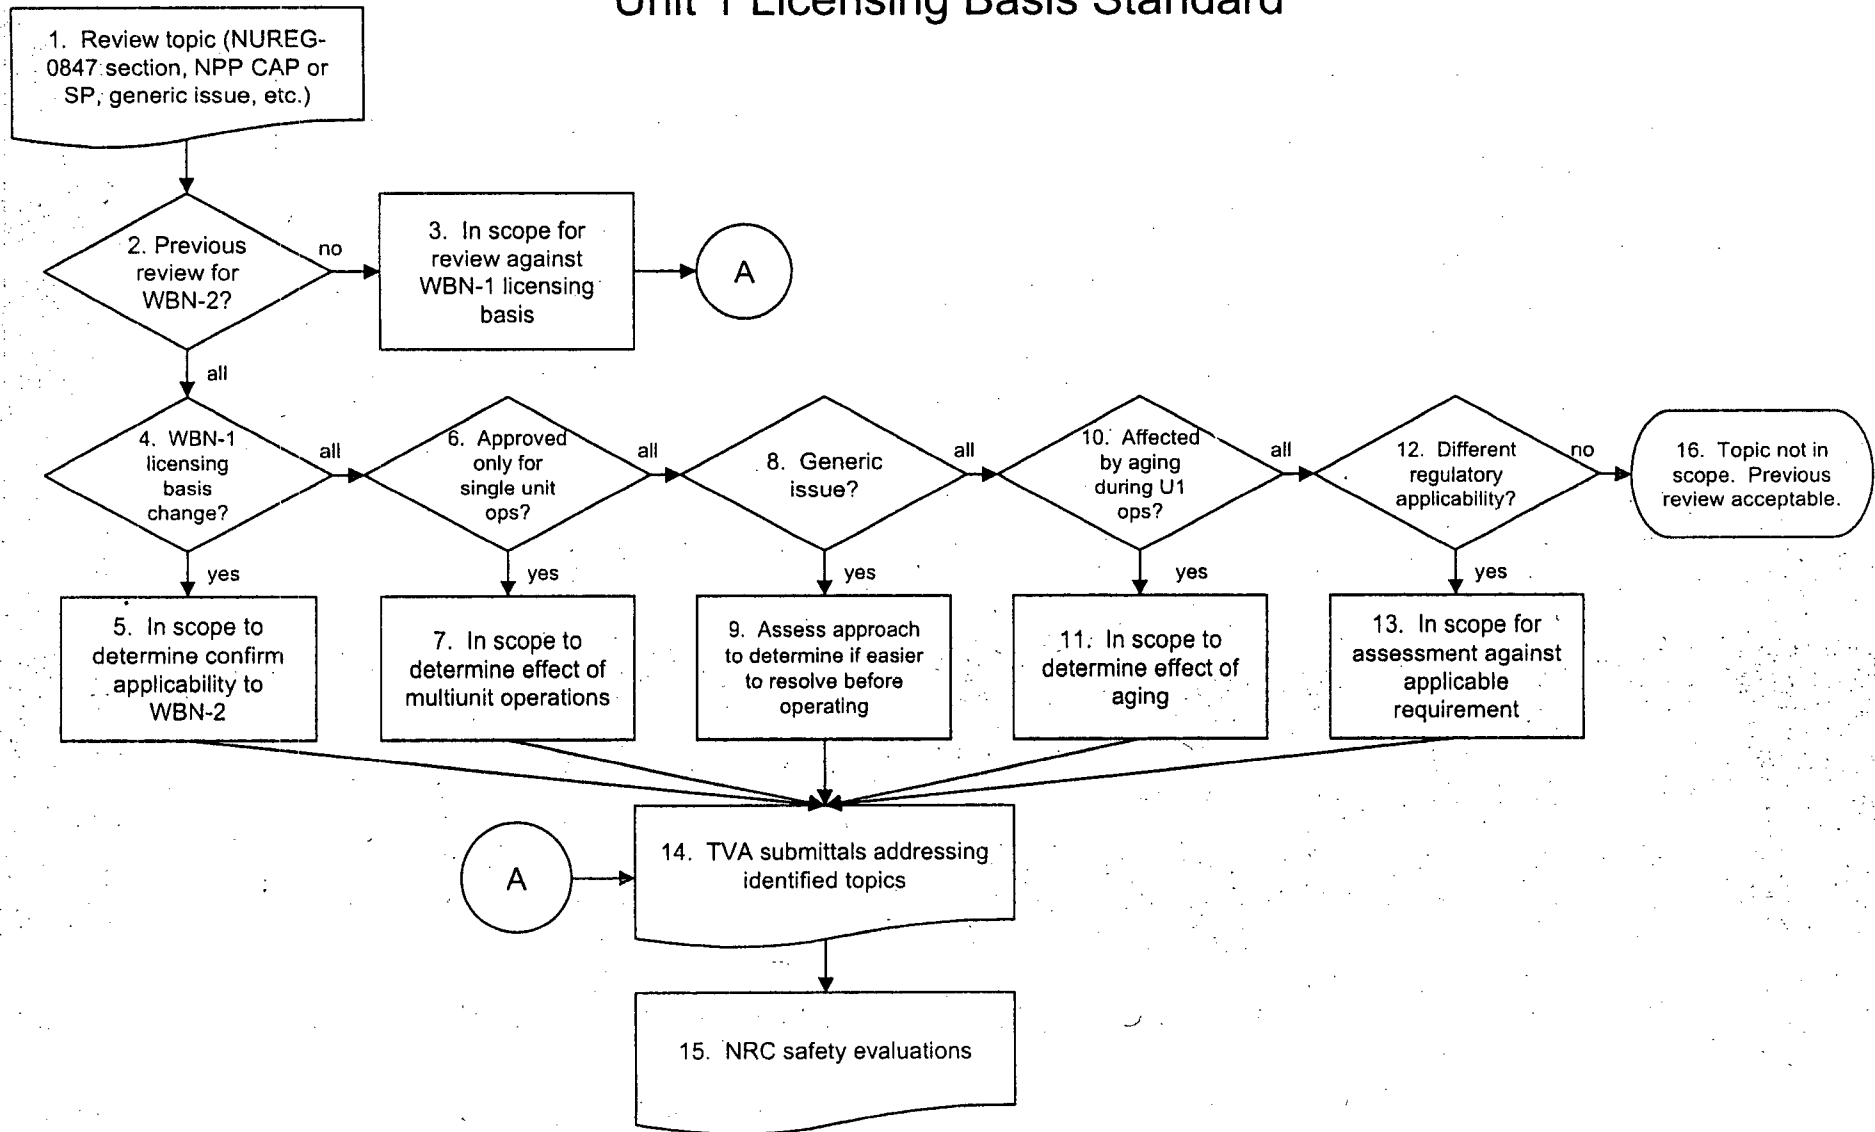 Unit 1 Licensing Basis Standard
1. Review topic (NUREG-
0847 section, NPP CAP or
SP, generic issue, etc.)
2. Previous
review for
WBN-2?
no
3. In scope for
review against
WBN-1 licensing
basis
A
all
4. WBN-1
licensing
basis
change?
all
6. Approved
only for
single unit
ops?
all
8. Generic
issue?
all
10. Affected
by aging
during U1
ops?
all
12. Different
regulatory
applicability?
no
16. Topic not in
scope. Previous
review acceptable.
yes
yes
yes
yes
yes
5. In scope to
determine confirm
applicability to
WBN-2
7. In scope to
determine effect of
multiunit operations
9. Assess approach
to determine if easier
to resolve before
operating
11. In scope to
determine effect of
aging
13. In scope for
assessment against
applicable
requirement
A
14. TVA submittals addressing
identified topics
15. NRC safety evaluations